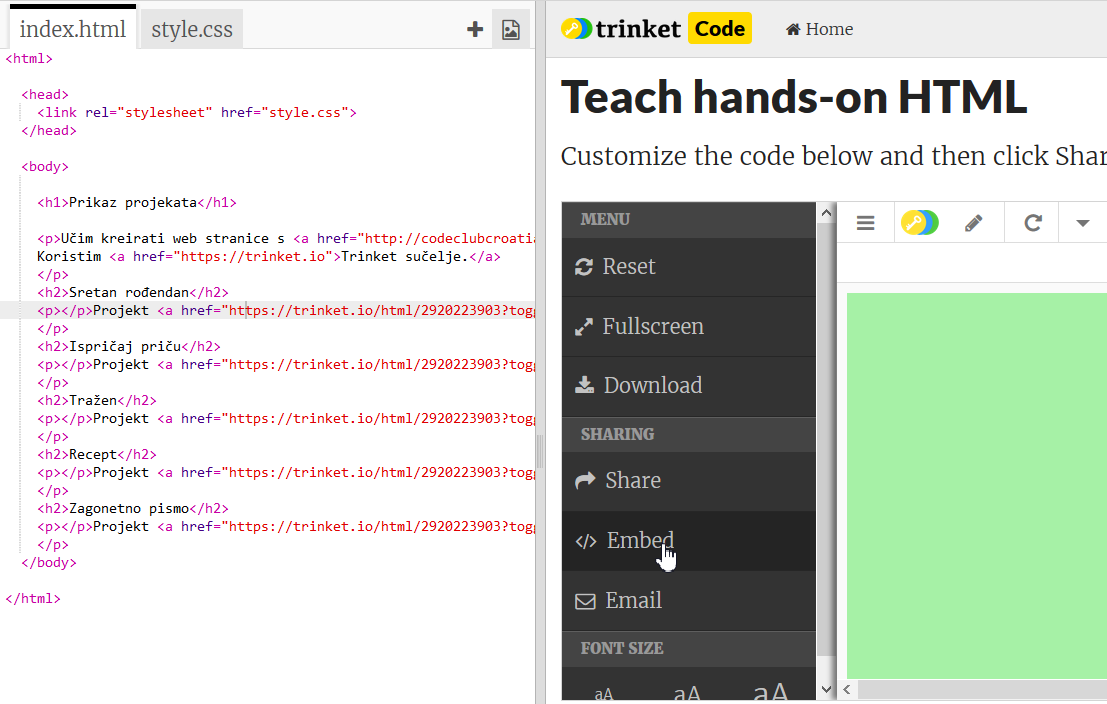 index.html style.css
<html>
<head>
<link rel="stylesheet" href="style.css">
</head>
<body>
<h1>Prikaz projekata</h1>
<p>Učim kreirati web stranice s <a href="http://codeclubcroati
Koristim <a href="https://trinket.io">Trinket sučelje.</a>
</p>
<h2>Sretan rođendan</h2>
<p></p>Projekt <a href="https://trinket.io/html/2920223903?togg
</p>
<h2>Ispričaj priču</h2>
<p></p>Projekt <a href="https://trinket.io/html/2920223903?togg
</p>
<h2>Tražen</h2>
<p></p>Projekt <a href="https://trinket.io/html/2920223903?togg
</p>
<h2>Recept</h2>
<p></p>Projekt <a href="https://trinket.io/html/2920223903?togg
</p>
<h2>Zagonetno pismo</h2>
<p></p>Projekt <a href="https://trinket.io/html/2920223903?togg
</p>
</body>
</html>
trinket Code Home
Teach hands-on HTML
Customize the code below and then click Shar
MENU
Reset
Fullscreen
Download
SHARING
Share
</> Embed
Email
FONT SIZE
aA aA aA